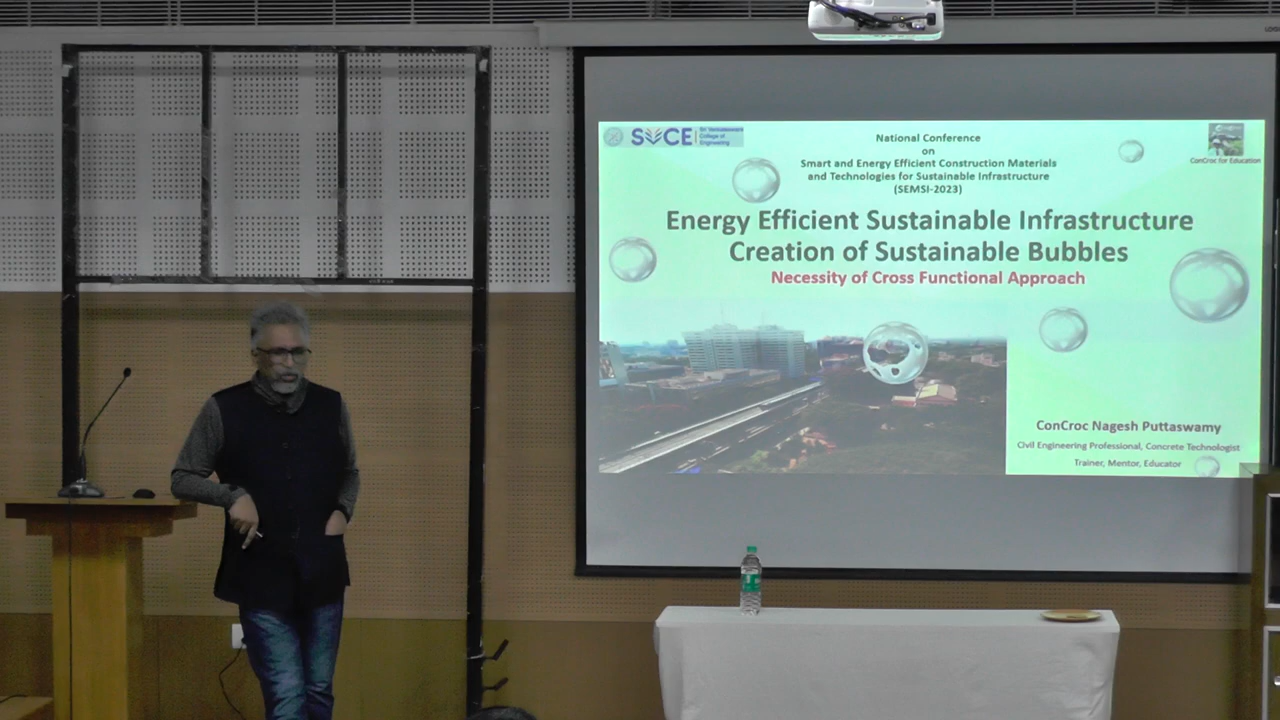 SVCE
Sri Venkateswara
College of
Engineering
National Conference
on
Smart and Energy Efficient Construction Materials
and Technologies for Sustainable Infrastructure
(SEMSI-2023)
ConCroc for Education
Energy Efficient Sustainable Infrastructure
Creation of Sustainable Bubbles
Necessity of Cross Functional Approach
ConCroc Nagesh Puttaswamy
Civil Engineering Professional, Concrete Technologist
Trainer, Mentor, Educator